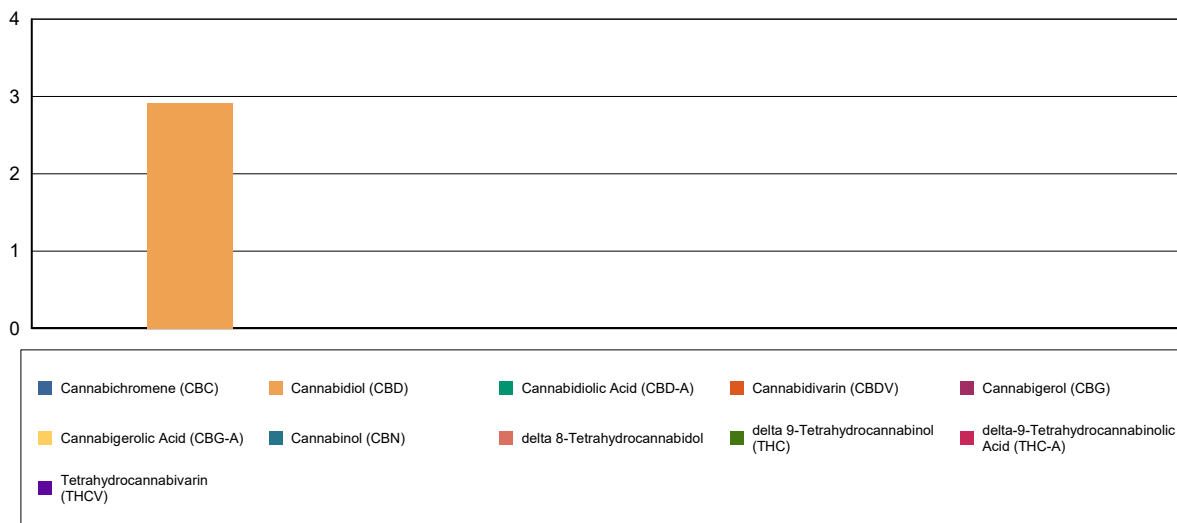 4
3
2
1
0
Cannabichromene (CBC)
Cannabidiol (CBD)
Cannabidiolic Acid (CBD-A)
Cannabidivarin (CBDV)
Cannabigerol (CBG)
Cannabigerolic Acid (CBG-A)
Cannabinol (CBN)
delta 8-Tetrahydrocannabidol
delta 9-Tetrahydrocannabinol
(THC)
delta-9-Tetrahydrocannabinolic
Acid (THC-A)
Tetrahydrocannabivarin
(THCV)